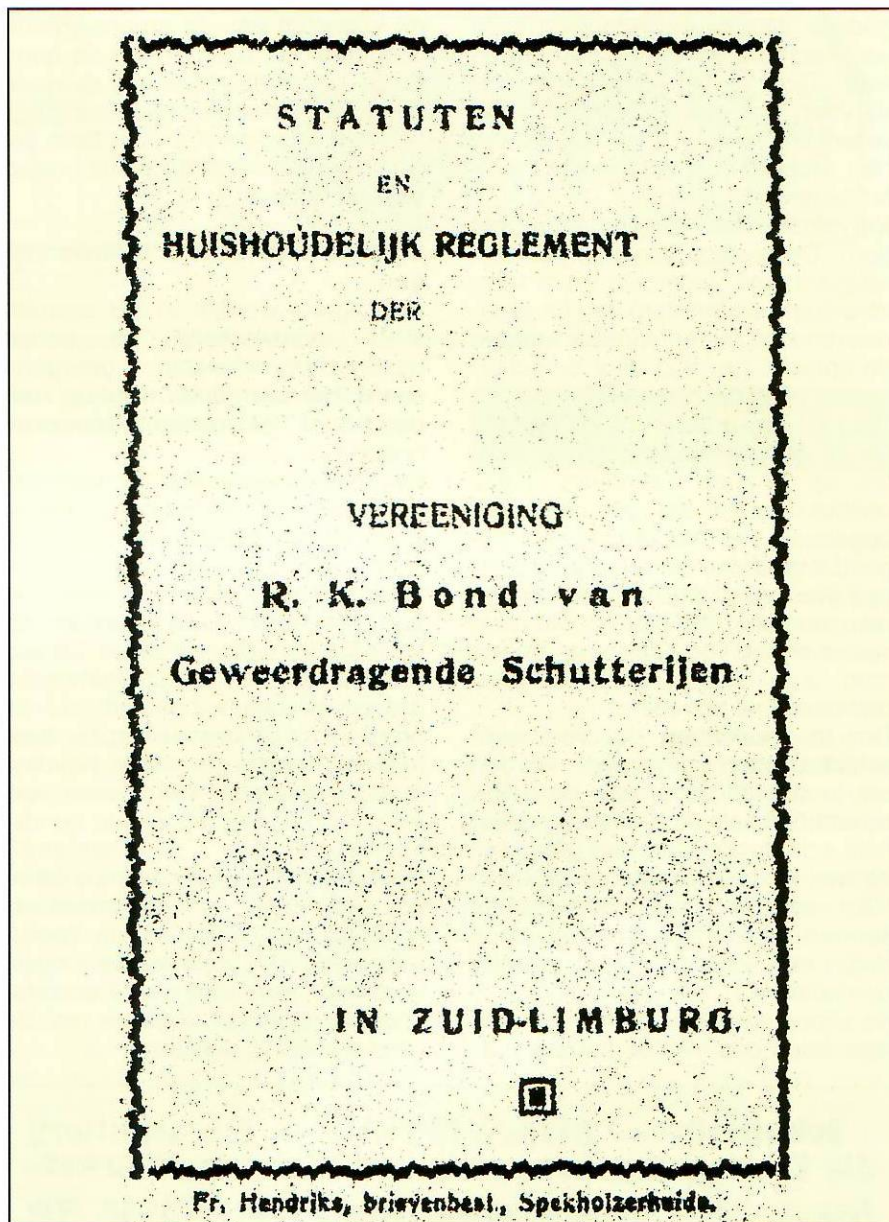 STATUTEN
EN
HUISHOUDELIJK REGLEMENT
DER
VEREENIGING
R. K. Bond van
Geweerdragende Schutterijen
IN ZUID-LIMBURG.
Fr. Hendriks, brievenbest., Spekholzerheide.